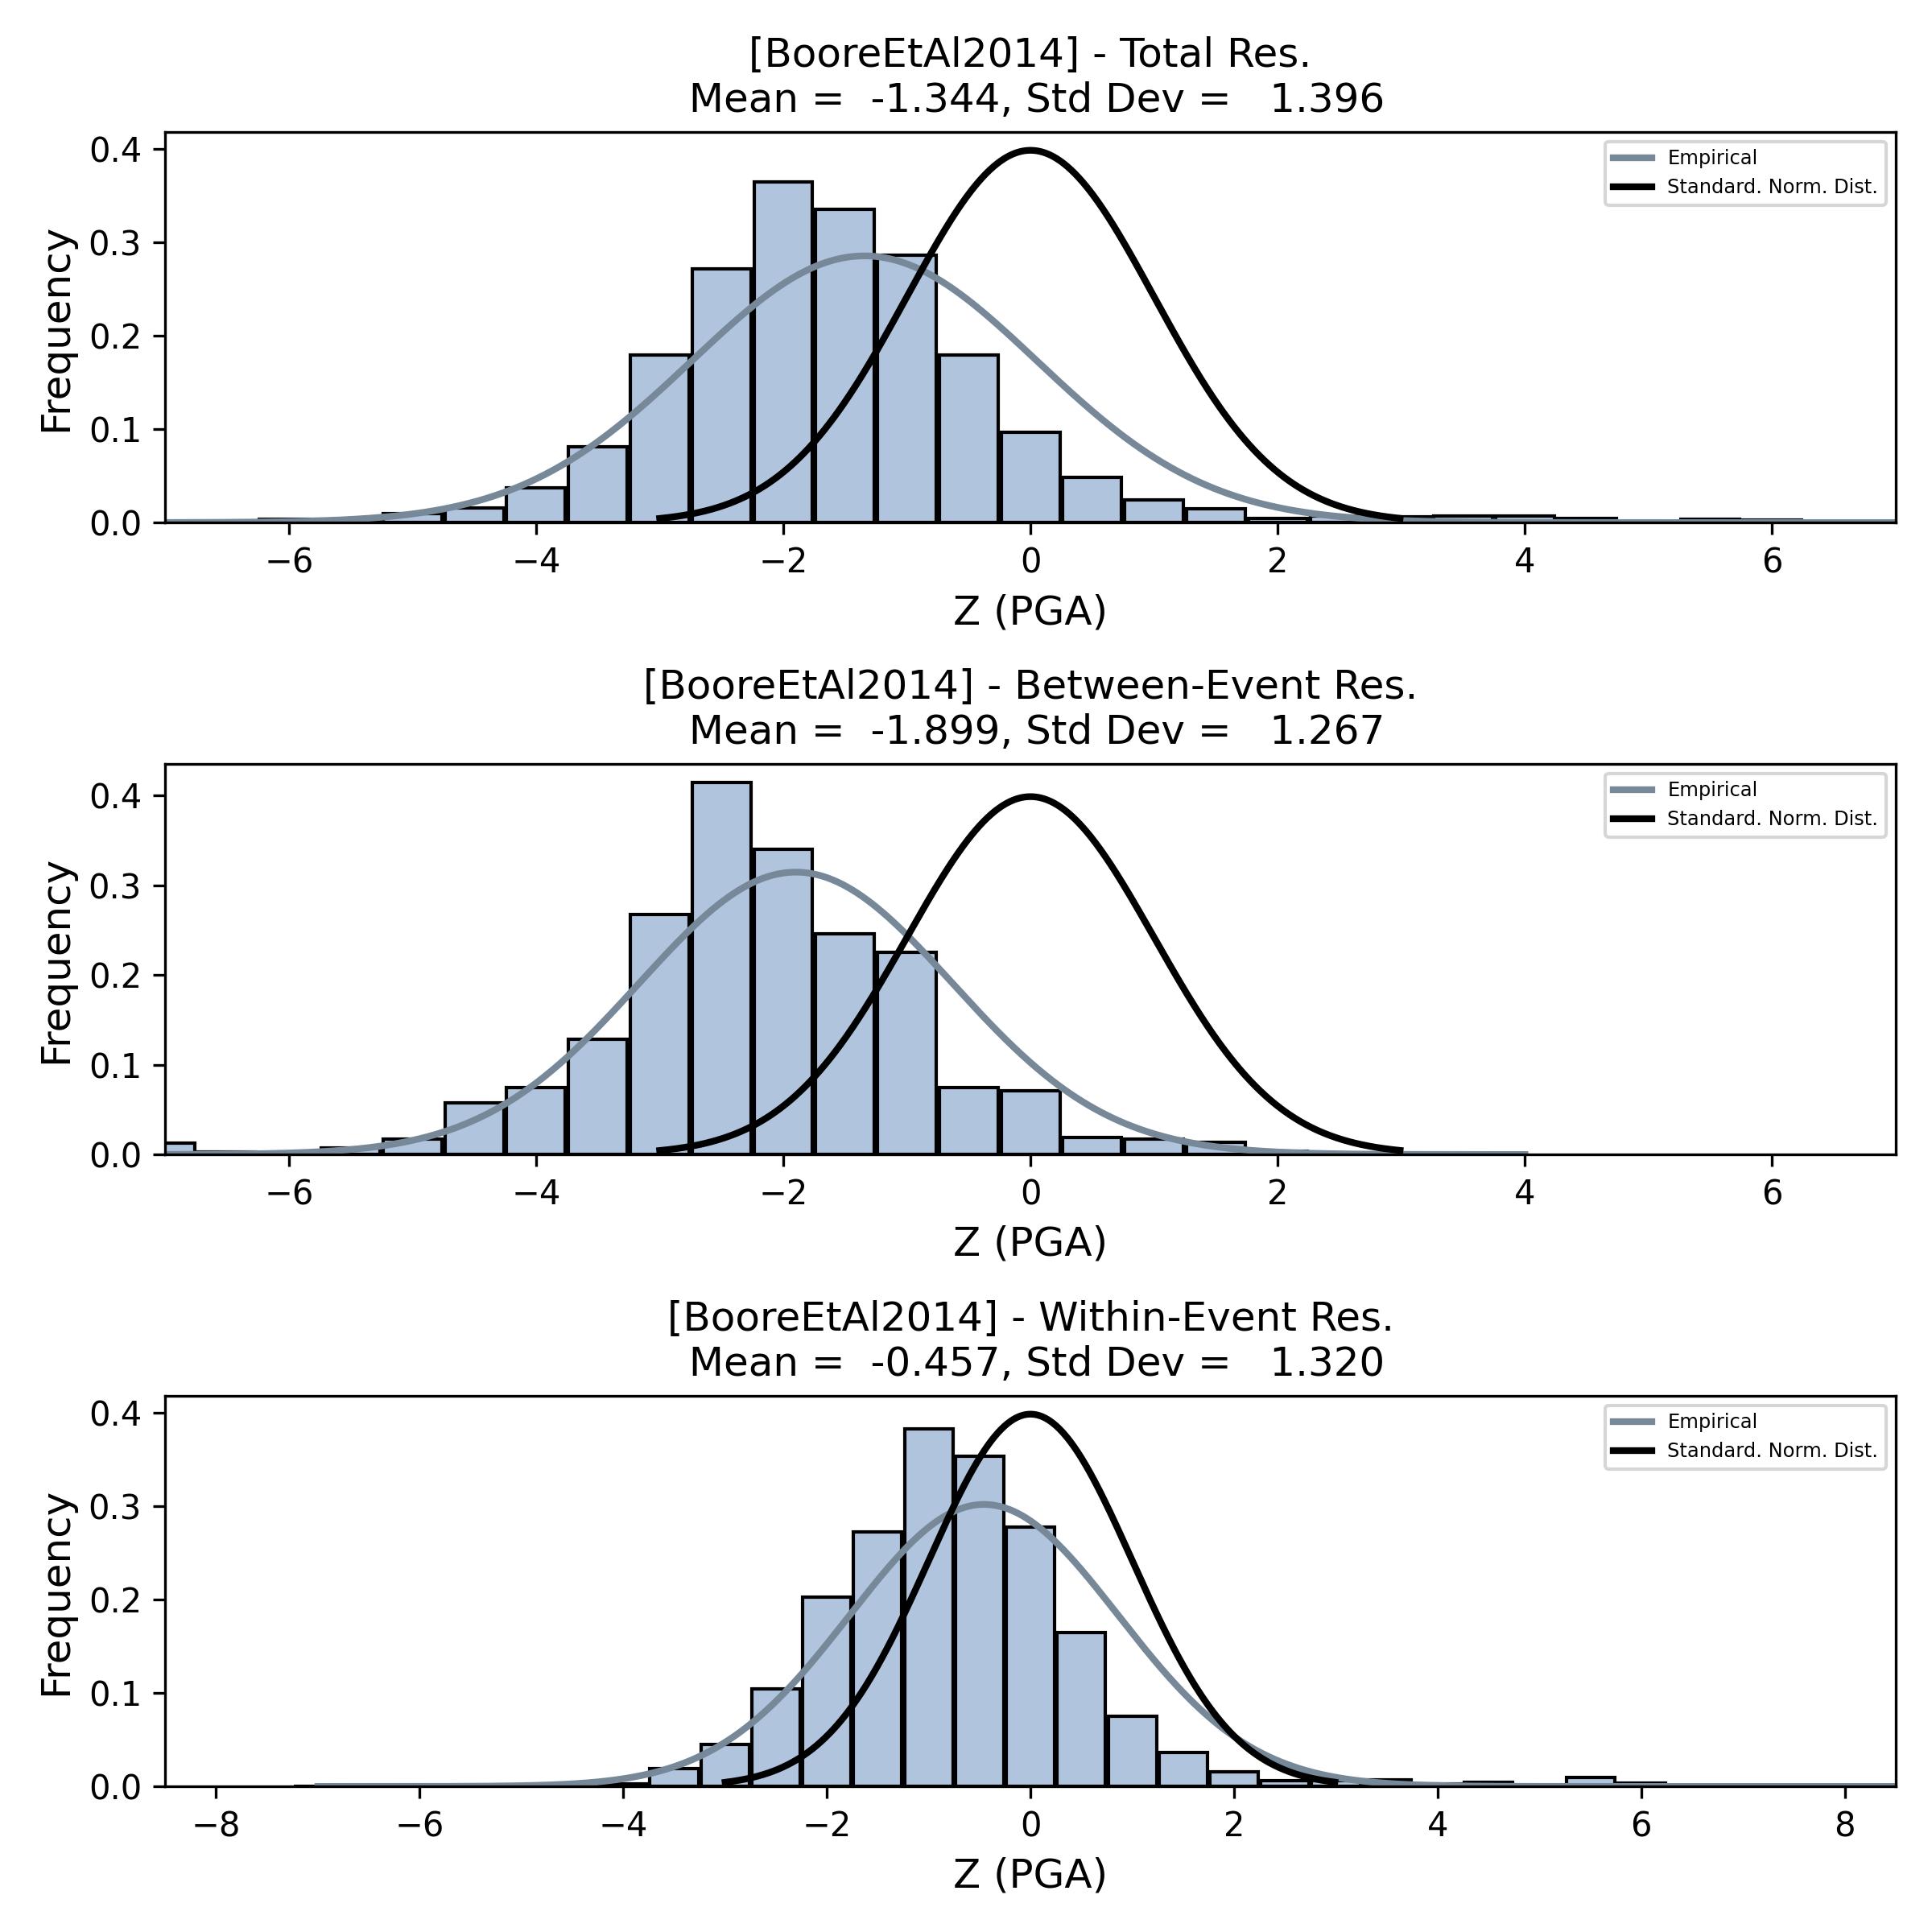 [BooreEtAl2014] - Total Res.
Mean = -1.344, Std Dev = 1.396
Frequency
0.4
0.3
0.2
0.1
0.0
Empirical
Standard. Norm. Dist.
−6 −4 −2 0 2 4 6
Z (PGA)
[BooreEtAl2014] - Between-Event Res.
Mean = -1.899, Std Dev = 1.267
Frequency
0.4
0.3
0.2
0.1
0.0
Empirical
Standard. Norm. Dist.
−6 −4 −2 0 2 4 6
Z (PGA)
[BooreEtAl2014] - Within-Event Res.
Mean = -0.457, Std Dev = 1.320
Frequency
0.4
0.3
0.2
0.1
0.0
Empirical
Standard. Norm. Dist.
−8 −6 −4 −2 0 2 4 6 8
Z (PGA)